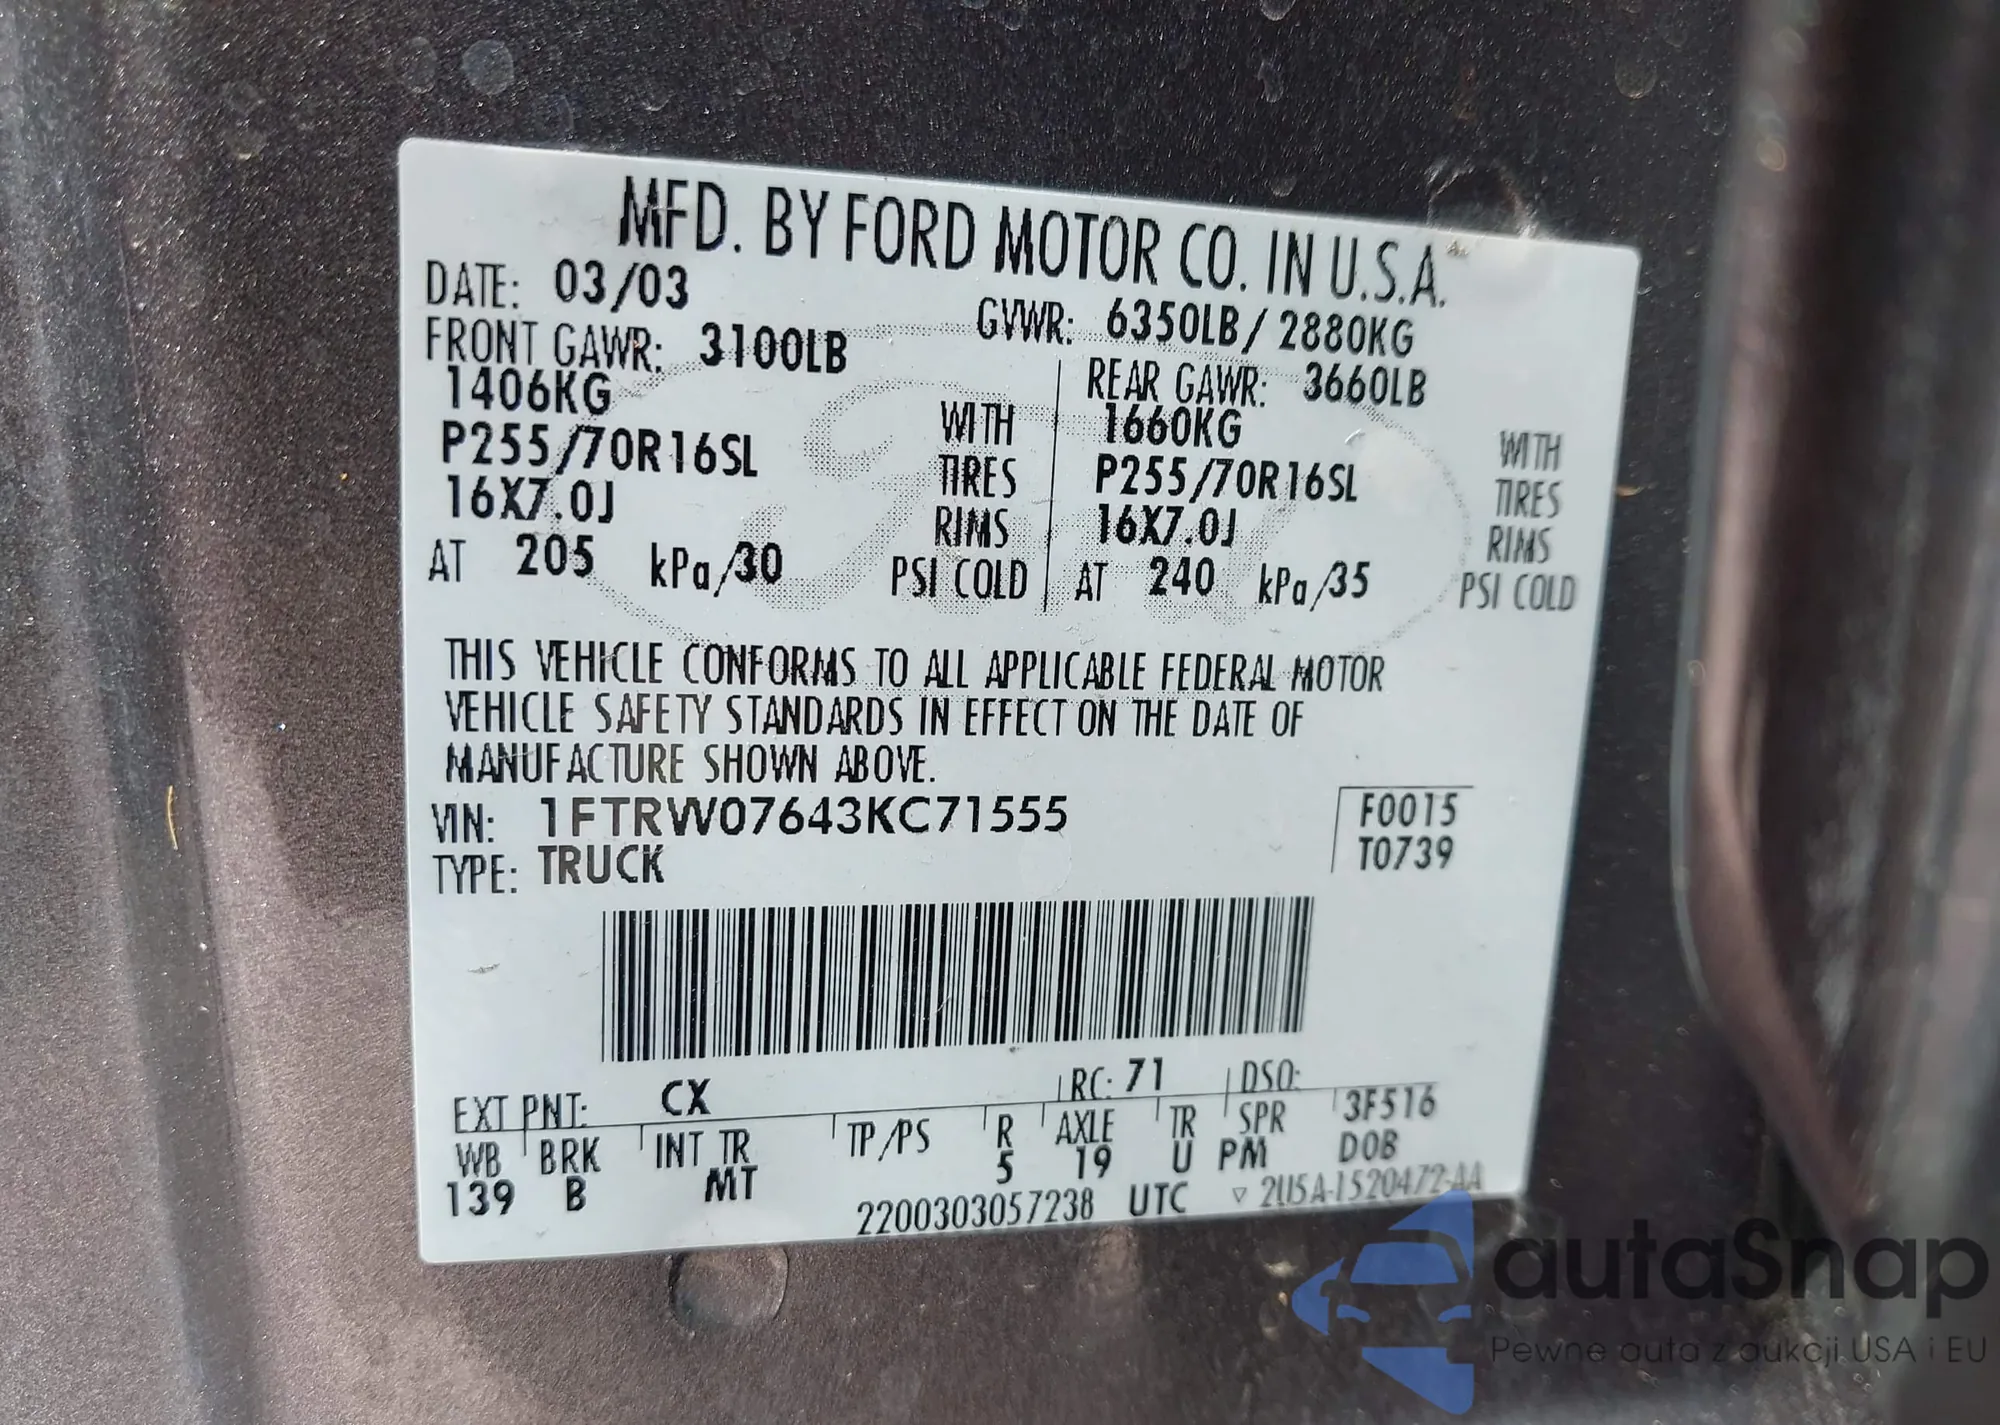 MFD. BY FORD MOTOR CO. IN U.S.A.
DATE: 03/03 GVWR: 6350LB / 2880KG
FRONT GAWR: 3100LB REAR GAWR: 3660LB
1406KG WITH 1660KG WITH
P255/70R16SL TIRES P255/70R16SL TIRES
16X7.0J RIMS 16X7.0J RIMS
AT 205 kPa/30 PSI COLD AT 240 kPa/35 PSI COLD
THIS VEHICLE CONFORMS TO ALL APPLICABLE FEDERAL MOTOR
VEHICLE SAFETY STANDARDS IN EFFECT ON THE DATE OF
MANUFACTURE SHOWN ABOVE.
VIN: 1FTRW07643KC71555 F0015
TYPE: TRUCK T0739
EXT PNT: CX RC: 71 DSO:
WB BRK INT TR TP/PS R AXLE TR SPR 3F516
139 B MT 5 19 U PM DOB
2200303057238 UTC ▽ 2U5A-1520472-AA
autaSnap
Pewne auta z aukcji USA i EU